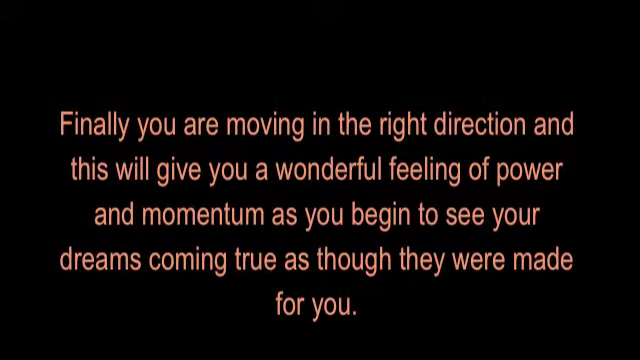 Finally you are moving in the right direction and
this will give you a wonderful feeling of power
and momentum as you begin to see your
dreams coming true as though they were made
for you.